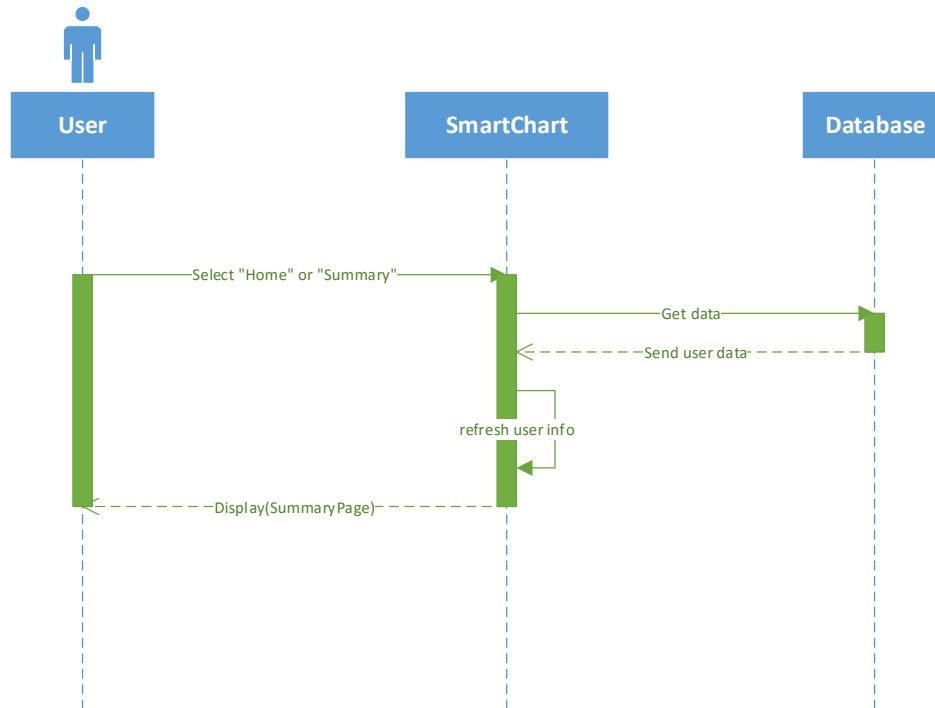 User
SmartChart
Database
Select "Home" or "Summary"
Get data
Send user data
refresh user info
Display(SummaryPage)